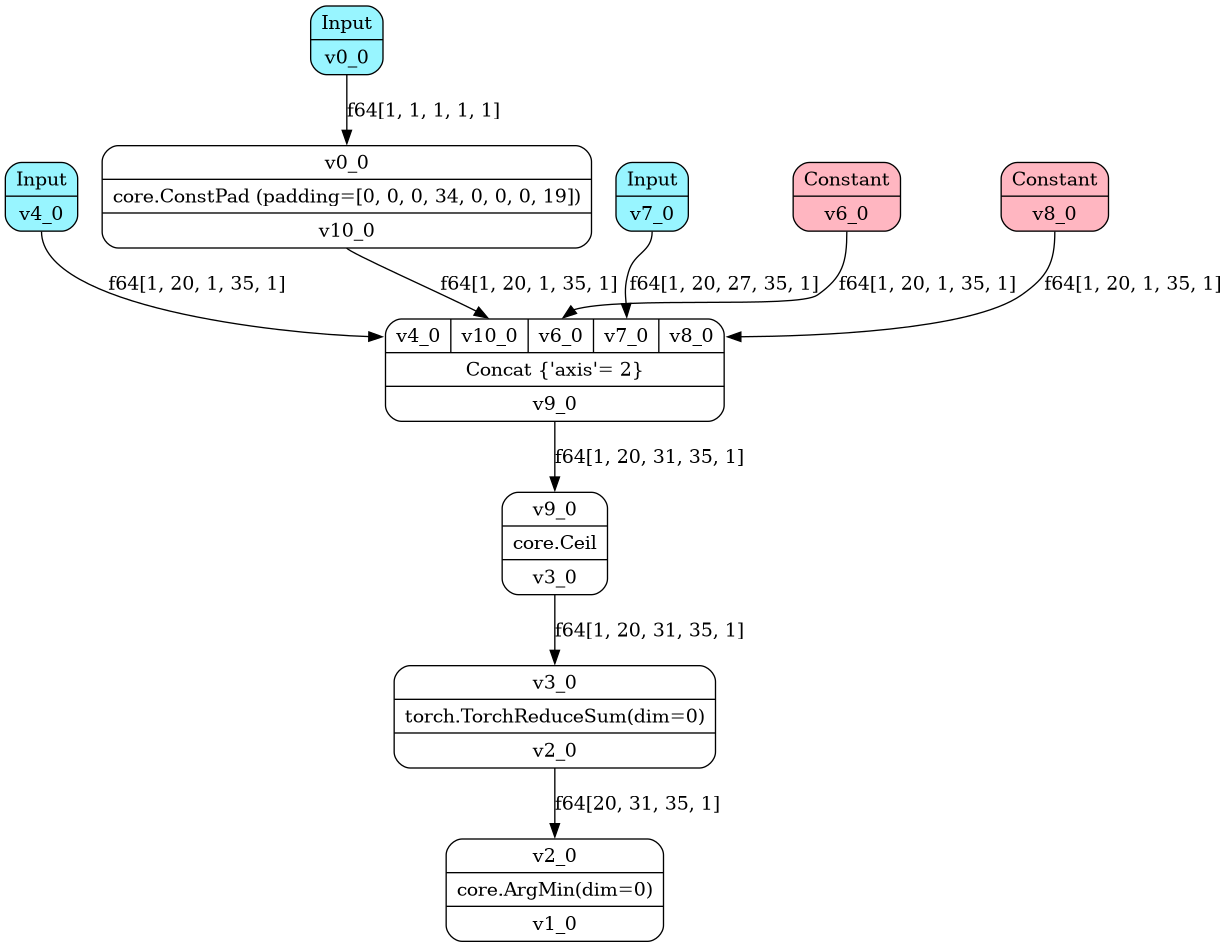 Input
v0_0
f64[1, 1, 1, 1, 1]
Input
v4_0
v0_0
core.ConstPad (padding=[0, 0, 0, 34, 0, 0, 0, 19])
v10_0
Input
v7_0
Constant
v6_0
Constant
v8_0
f64[1, 20, 1, 35, 1]
f64[1, 20, 1, 35, 1]
f64[1, 20, 27, 35, 1]
f64[1, 20, 1, 35, 1]
f64[1, 20, 1, 35, 1]
v4_0 v10_0 v6_0 v7_0 v8_0
Concat {'axis'= 2}
v9_0
f64[1, 20, 31, 35, 1]
v9_0
core.Ceil
v3_0
f64[1, 20, 31, 35, 1]
v3_0
torch.TorchReduceSum(dim=0)
v2_0
f64[20, 31, 35, 1]
v2_0
core.ArgMin(dim=0)
v1_0